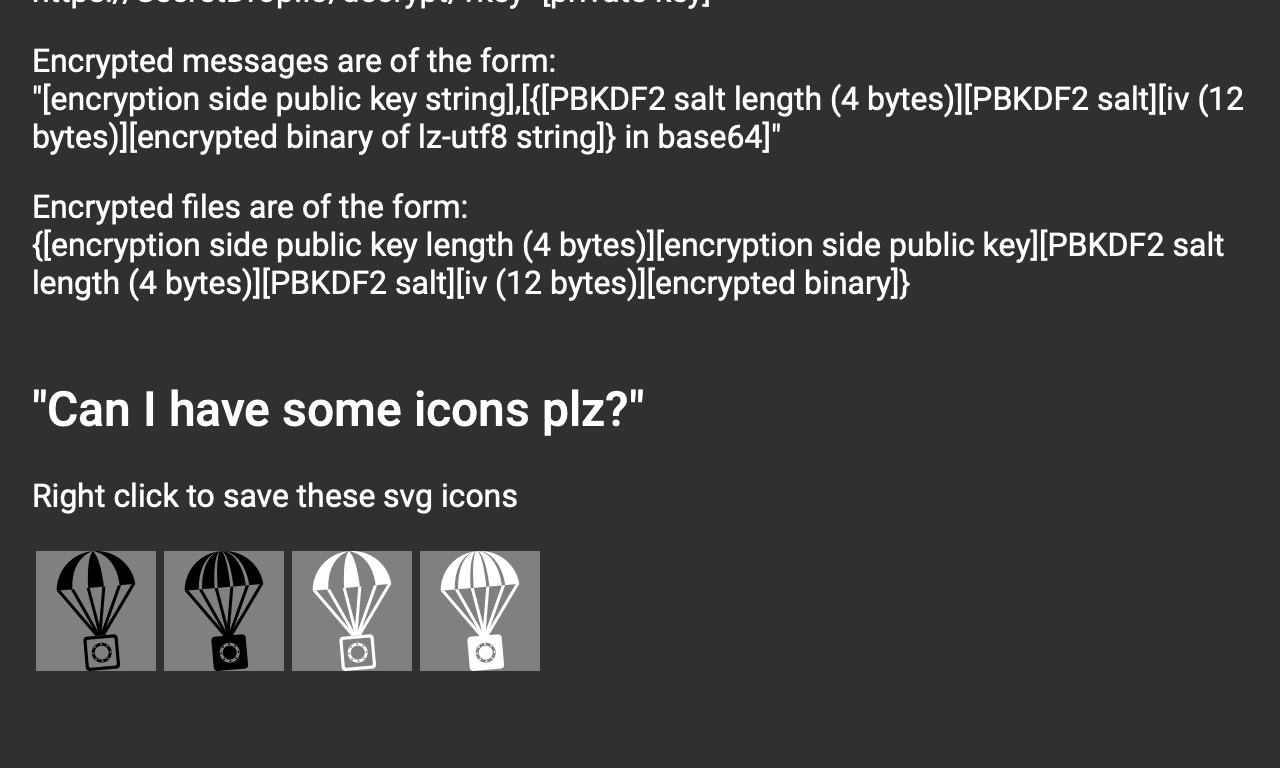 Encrypted messages are of the form:
"[encryption side public key string],[{[PBKDF2 salt length (4 bytes)][PBKDF2 salt][iv (12
bytes)][encrypted binary of lz-utf8 string]} in base64]"
Encrypted files are of the form:
{[encryption side public key length (4 bytes)][encryption side public key][PBKDF2 salt
length (4 bytes)][PBKDF2 salt][iv (12 bytes)][encrypted binary]}
"Can I have some icons plz?"
Right click to save these svg icons